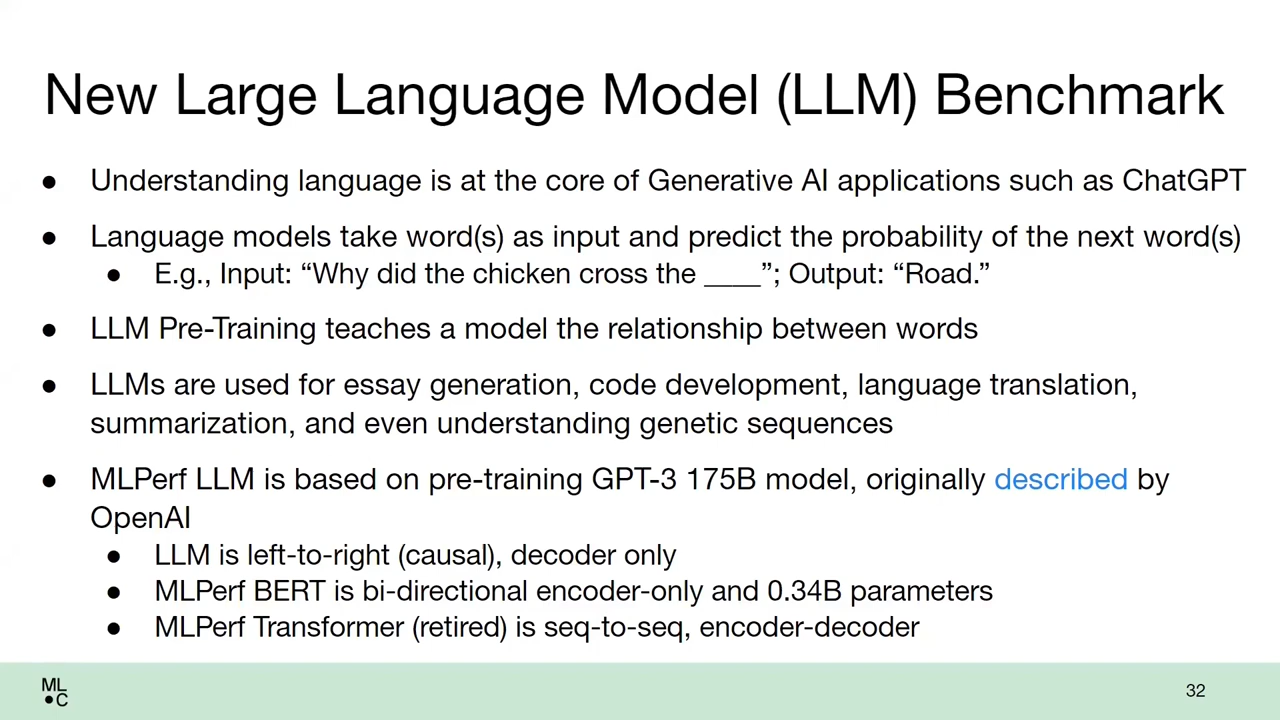 New Large Language Model (LLM) Benchmark
● Understanding language is at the core of Generative AI applications such as ChatGPT
● Language models take word(s) as input and predict the probability of the next word(s)
● E.g., Input: “Why did the chicken cross the ____”; Output: “Road.”
● LLM Pre-Training teaches a model the relationship between words
● LLMs are used for essay generation, code development, language translation,
summarization, and even understanding genetic sequences
● MLPerf LLM is based on pre-training GPT-3 175B model, originally described by
OpenAI
● LLM is left-to-right (causal), decoder only
● MLPerf BERT is bi-directional encoder-only and 0.34B parameters
● MLPerf Transformer (retired) is seq-to-seq, encoder-decoder
ML
●C
32